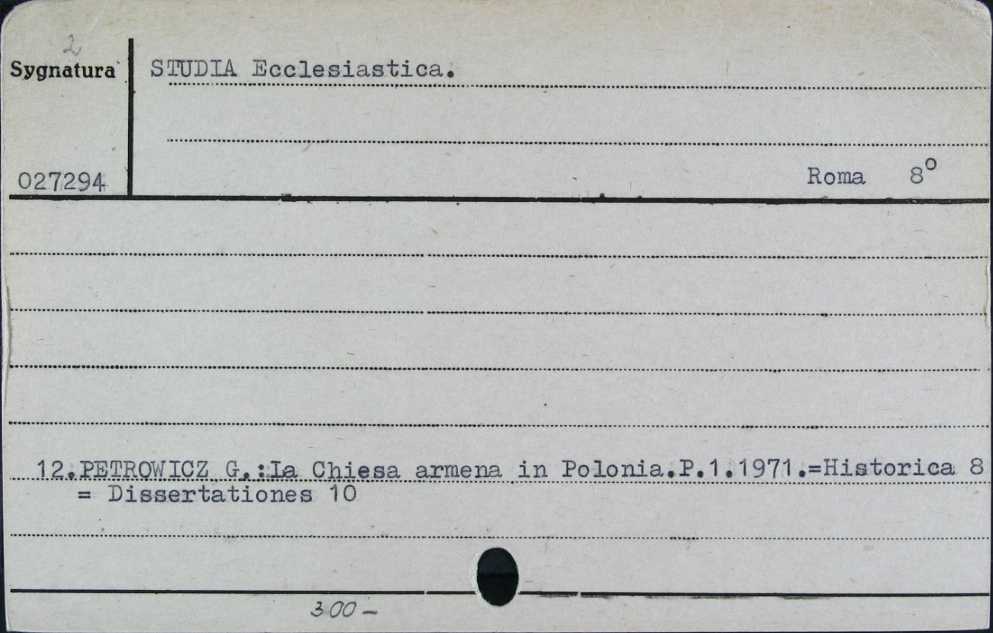 2
Sygnatura
STUDIA Ecclesiastica.
027294
Roma 8°
12.PETROWICZ G.:La Chiesa armena in Polonia.P.1.1971.=Historica 8
= Dissertationes 10
300-